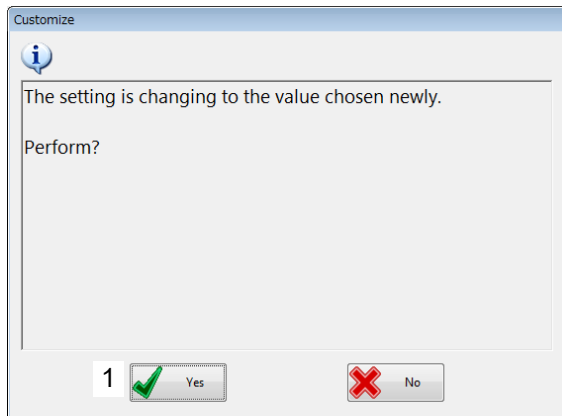 Customize
The setting is changing to the value chosen newly.
Perform?
1 Yes No